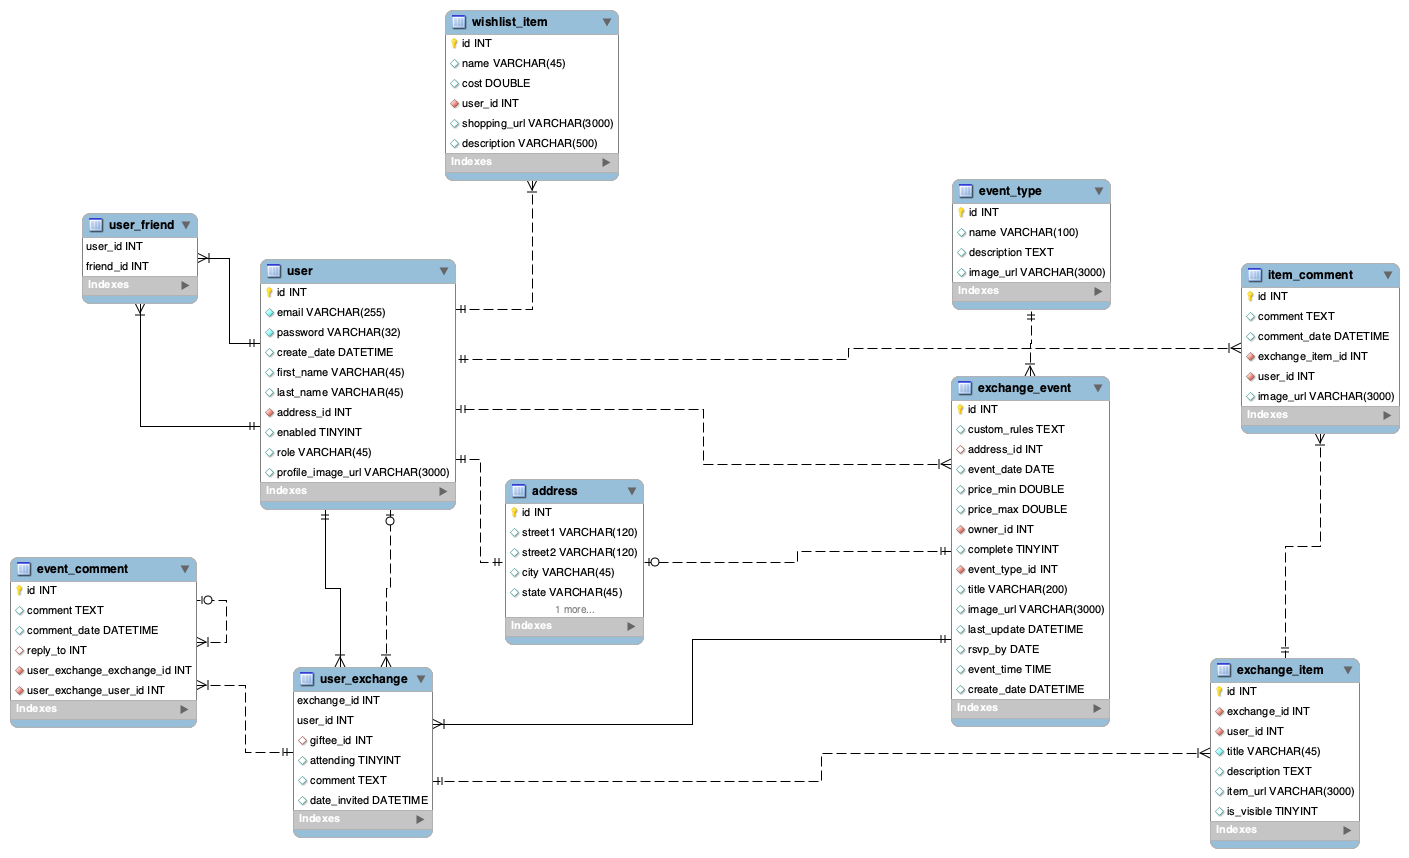 wishlist_item
id INT
name VARCHAR(45)
cost DOUBLE
user_id INT
shopping_url VARCHAR(3000)
description VARCHAR(500)
Indexes
event_type
id INT
name VARCHAR(100)
description TEXT
image_url VARCHAR(3000)
Indexes
user_friend
user_id INT
friend_id INT
Indexes
user
id INT
email VARCHAR(255)
password VARCHAR(32)
create_date DATETIME
first_name VARCHAR(45)
last_name VARCHAR(45)
address_id INT
enabled TINYINT
role VARCHAR(45)
profile_image_url VARCHAR(3000)
Indexes
item_comment
id INT
comment TEXT
comment_date DATETIME
exchange_item_id INT
user_id INT
image_url VARCHAR(3000)
Indexes
exchange_event
id INT
custom_rules TEXT
address_id INT
event_date DATE
price_min DOUBLE
price_max DOUBLE
owner_id INT
complete TINYINT
event_type_id INT
title VARCHAR(200)
image_url VARCHAR(3000)
last_update DATETIME
rsvp_by DATE
event_time TIME
create_date DATETIME
Indexes
address
id INT
street1 VARCHAR(120)
street2 VARCHAR(120)
city VARCHAR(45)
state VARCHAR(45)
1 more...
Indexes
event_comment
id INT
comment TEXT
comment_date DATETIME
reply_to INT
user_exchange_exchange_id INT
user_exchange_user_id INT
Indexes
user_exchange
exchange_id INT
user_id INT
giftee_id INT
attending TINYINT
comment TEXT
date_invited DATETIME
Indexes
exchange_item
id INT
exchange_id INT
user_id INT
title VARCHAR(45)
description TEXT
item_url VARCHAR(3000)
is_visible TINYINT
Indexes